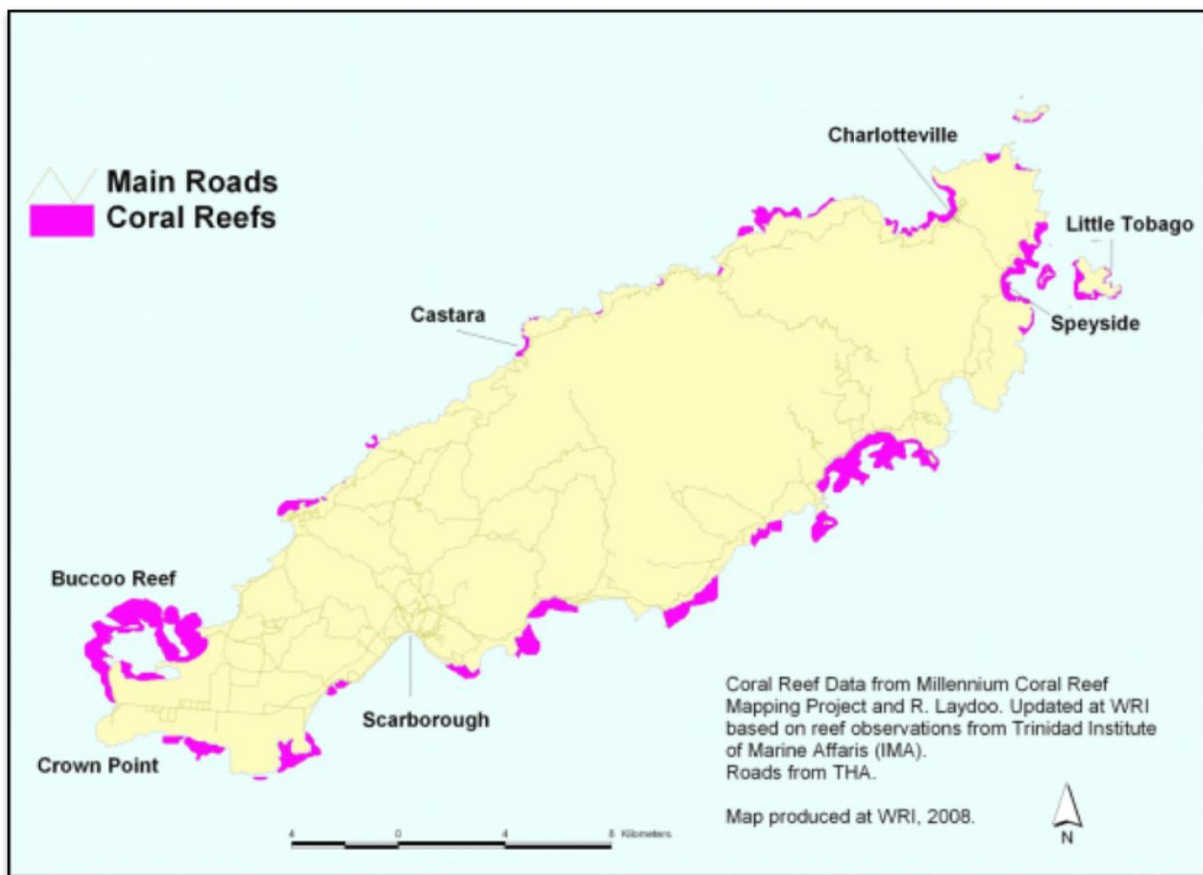 Charlotteville
Main Roads
Coral Reefs
Little Tobago
Castara
Speyside
Buccoo Reef
Scarborough
Crown Point
Coral Reef Data from Millennium Coral Reef
Mapping Project and R. Laydoo. Updated at WRI
based on reef observations from Trinidad Institute
of Marine Affaris (IMA).
Roads from THA.
Map produced at WRI, 2008.
4 0 4 8 Kilometers
N